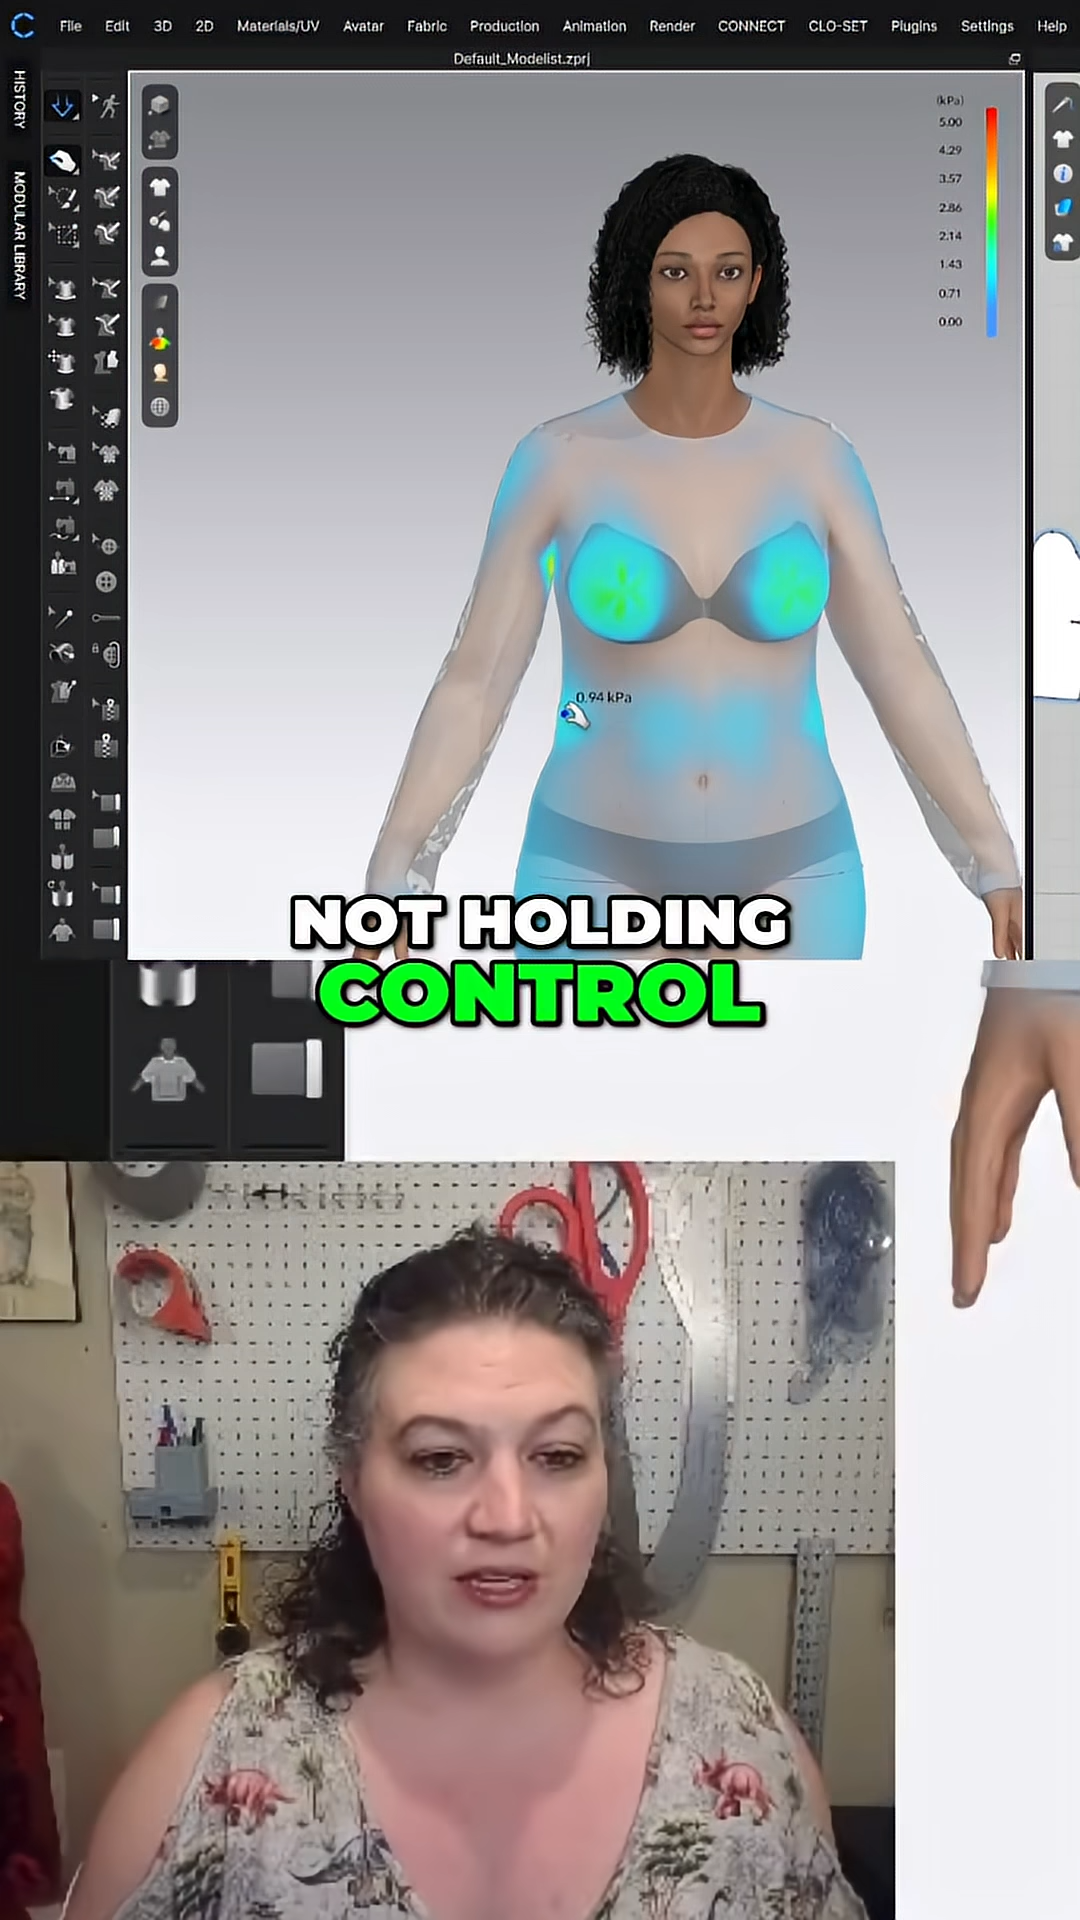 File Edit 3D 2D Materials/UV Avatar Fabric Production Animation Render CONNECT CLO-SET Plugins Settings Help
Default_Modelist.zprj
HISTORY
MODULAR LIBRARY
(kPa)
5.00
4.29
3.57
2.86
2.14
1.43
0.71
0.00
0.94 kPa
NOT HOLDING
CONTROL